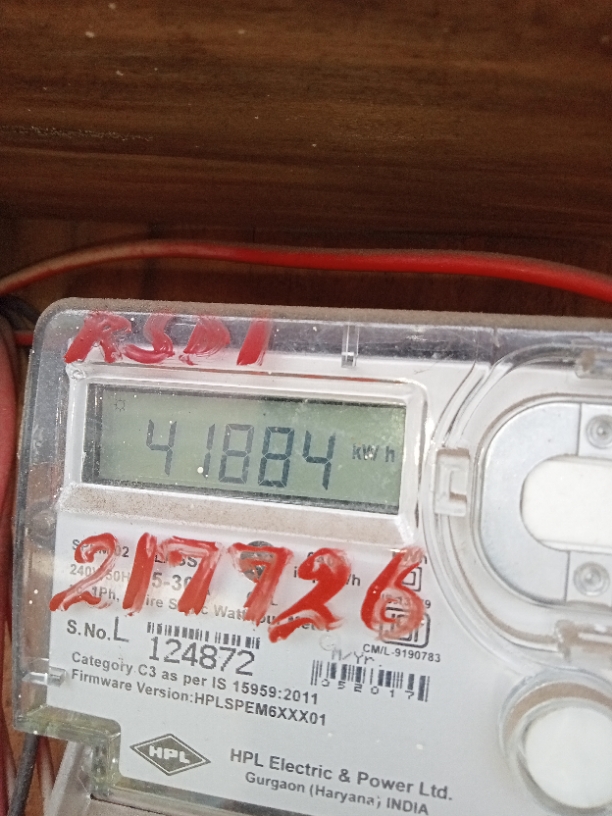 RSD1
41884 kWh
217726
S.No.L 124872
CM/L-9190783
052017
Category C3 as per IS 15959:2011
Firmware Version:HPLSPEM6XXX01
HPL
HPL Electric & Power Ltd.
Gurgaon (Haryana) INDIA